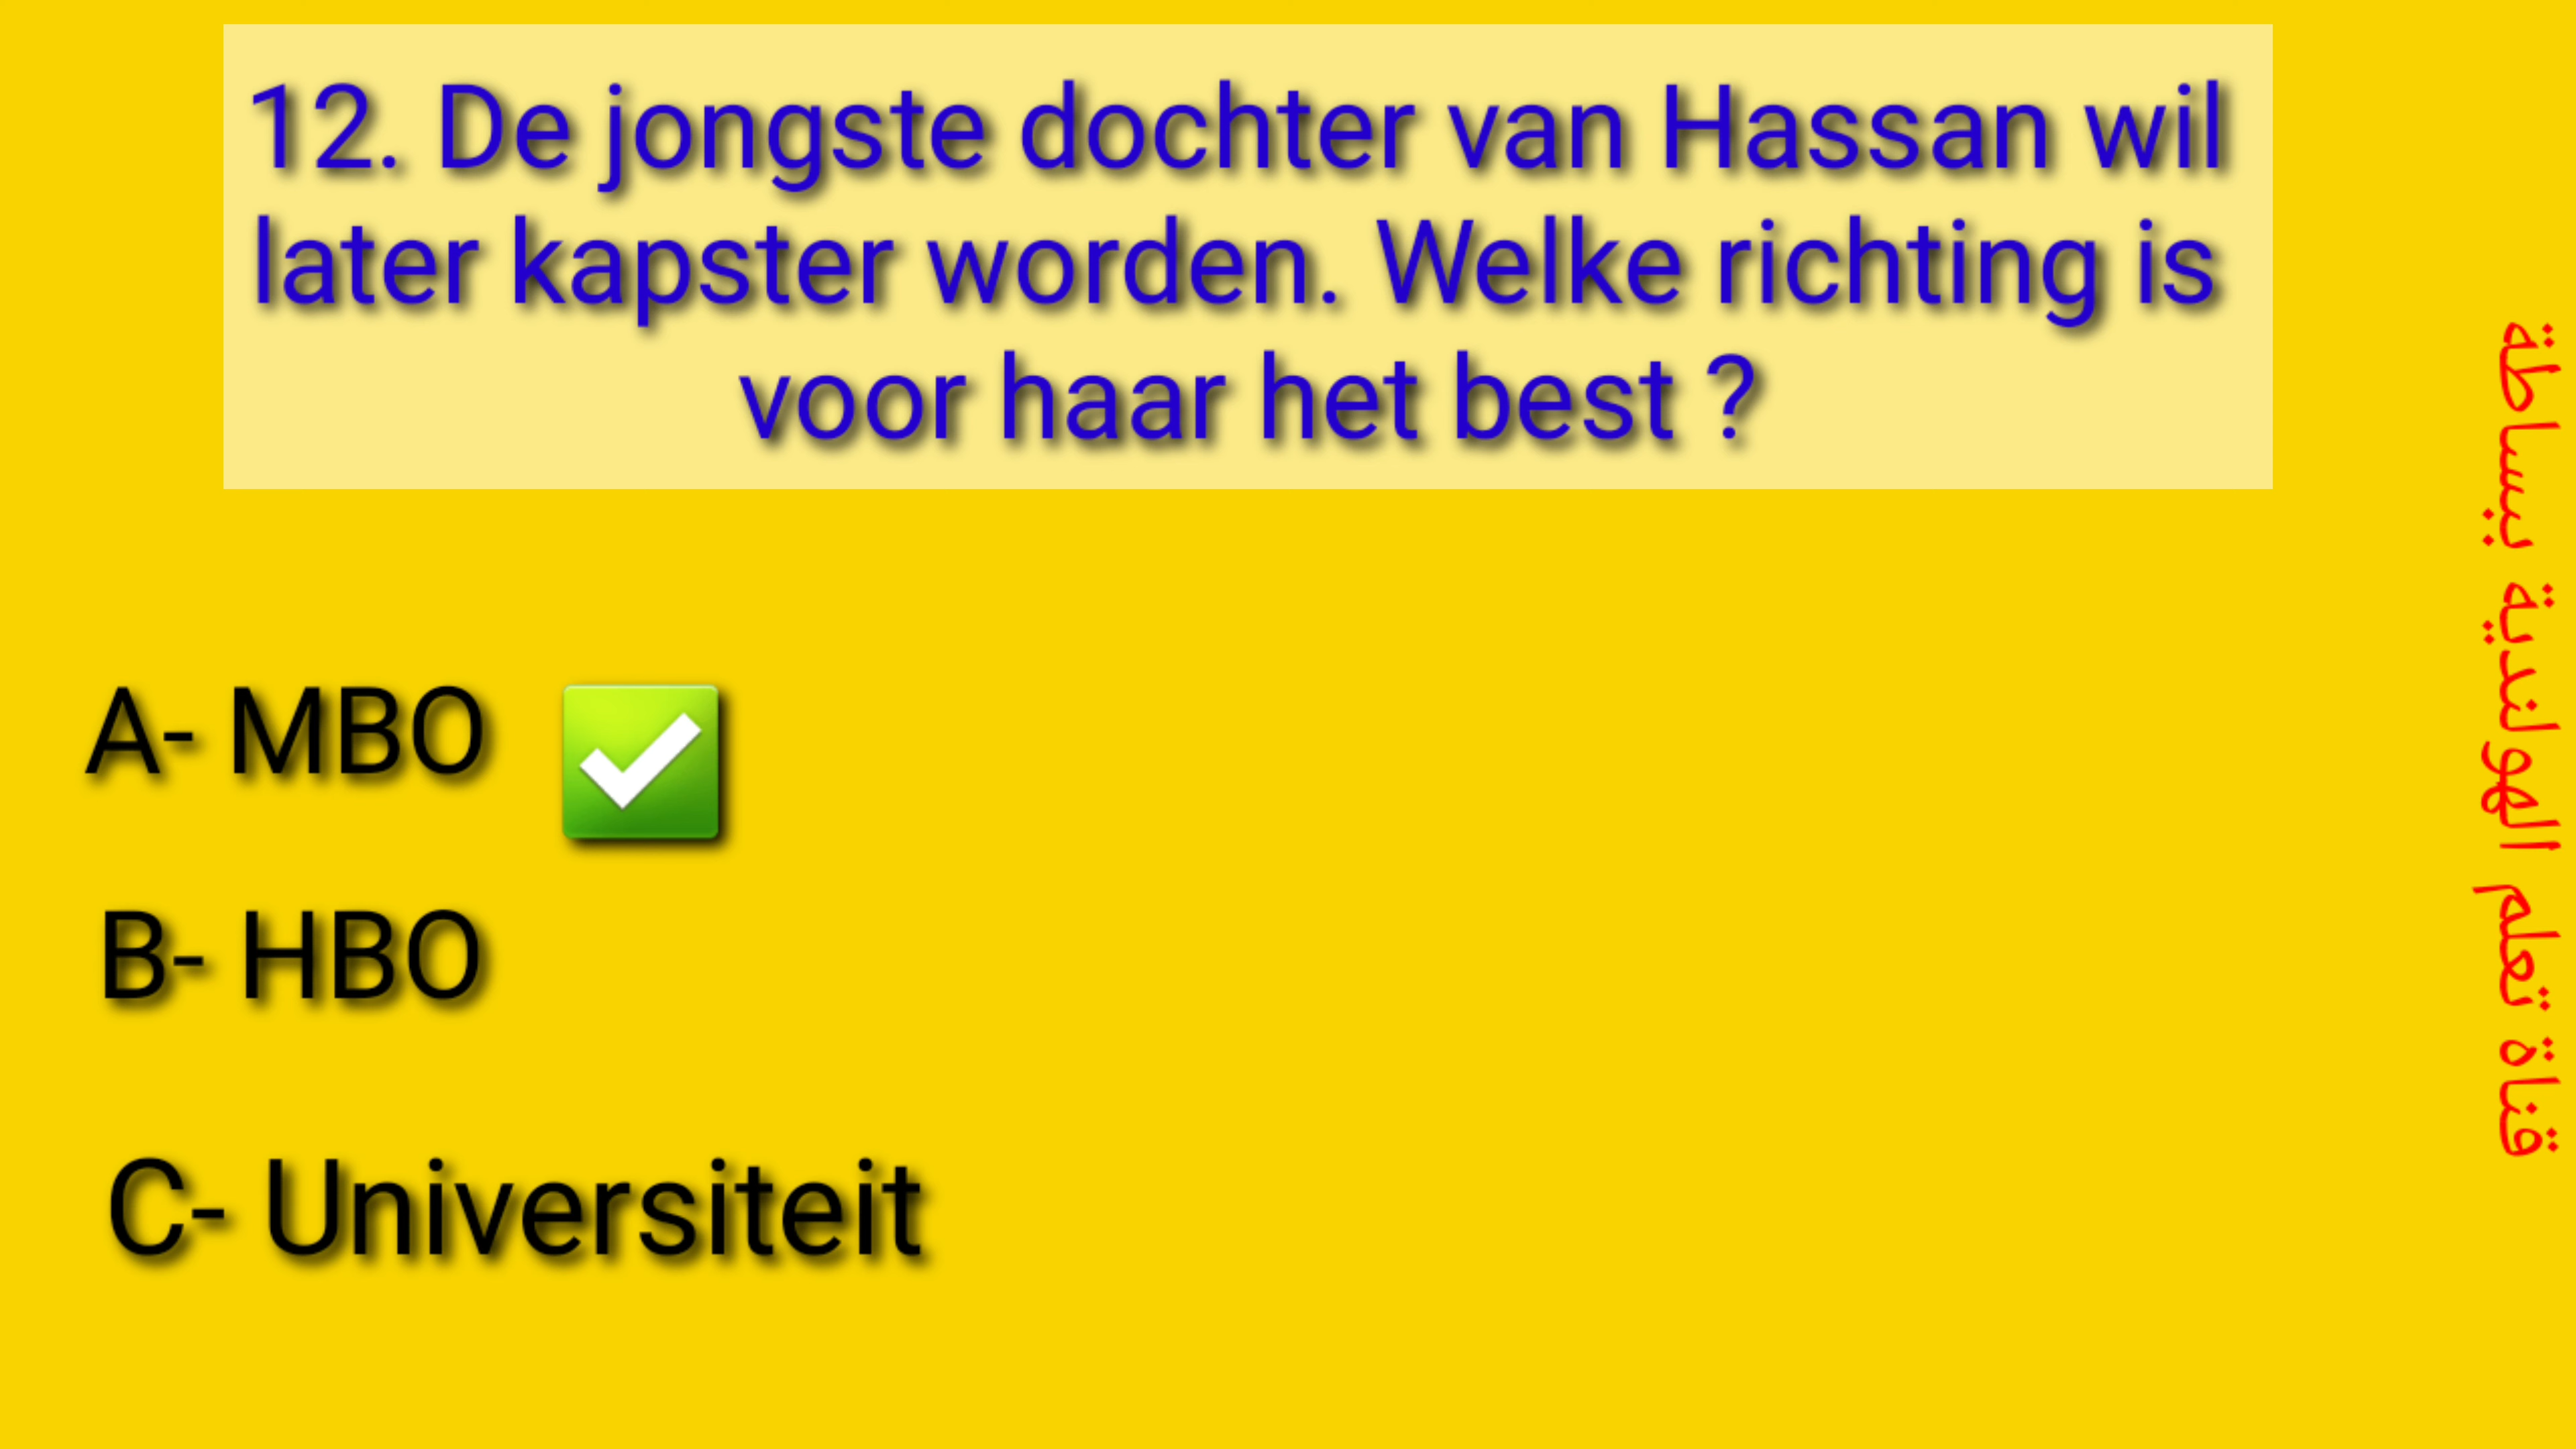 12. De jongste dochter van Hassan wil
later kapster worden. Welke richting is
voor haar het best ?
A- MBO
B- HBO
C- Universiteit
قناة تعلم الهولندية ببساطة